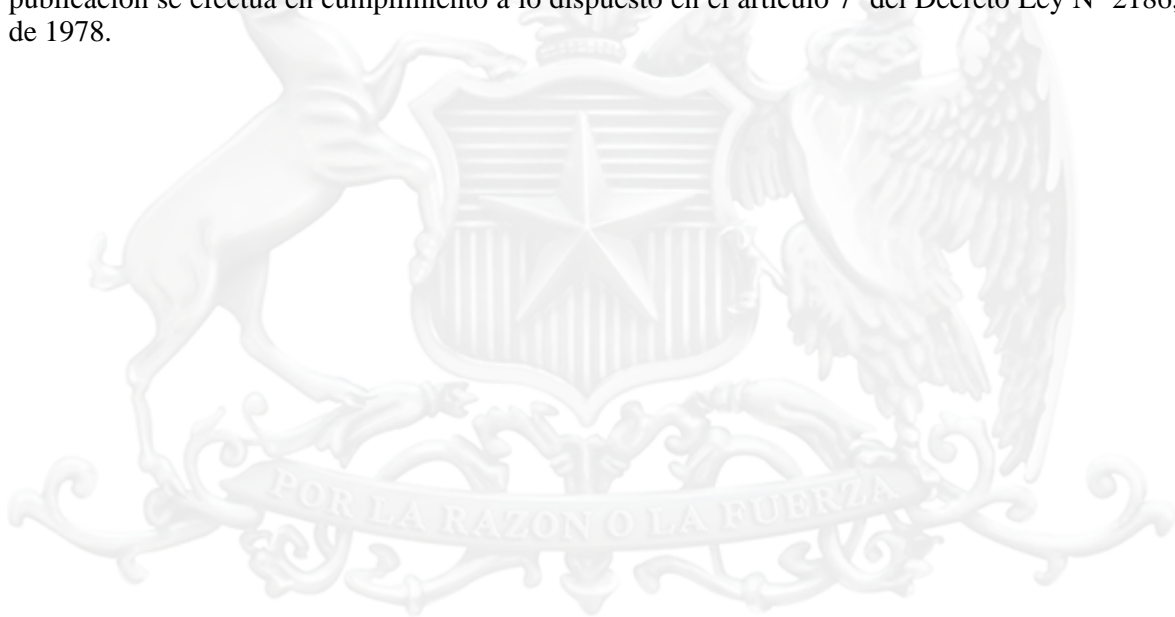 publicación se efectúa en cumplimiento a lo dispuesto en el artículo 7° del Decreto Ley N° 2186,
de 1978.
POR LA RAZON O LA FUERZA